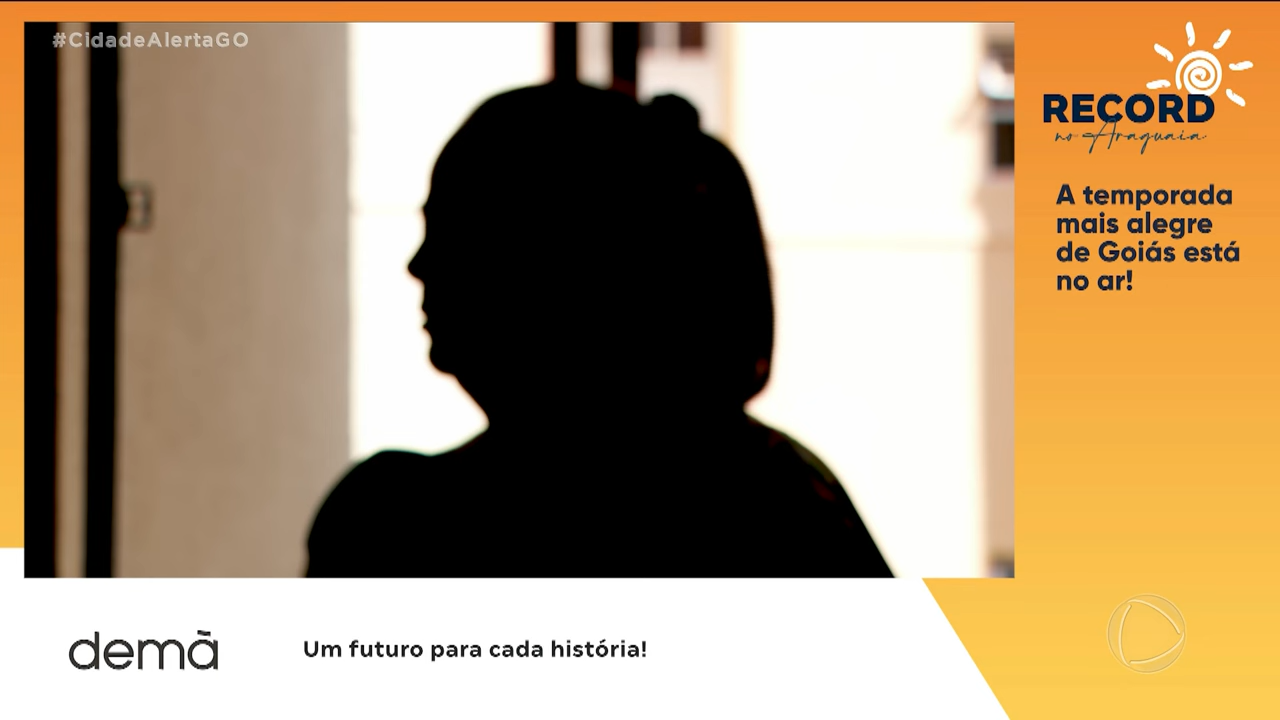 #CidadeAlertaGO
RECORD
no Araguaia
A temporada
mais alegre
de Goiás está
no ar!
demà
Um futuro para cada história!